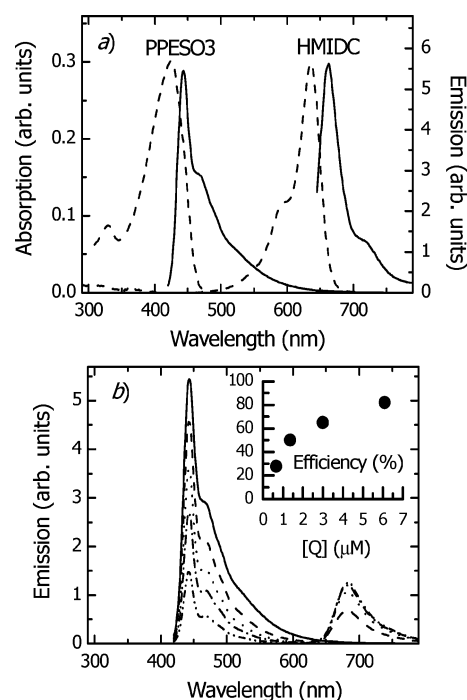 a) PPESO3 HMIDC
0.3
0.2
0.1
0.0
6
5
4
3
2
1
0
Absorption (arb. units)
Emission (arb. units)
300 400 500 600 700
Wavelength (nm)
b)
5
4
3
2
1
0
Emission (arb. units)
100
80
60
40
20
0
Efficiency (%)
0 1 2 3 4 5 6 7
[Q] (μM)
300 400 500 600 700
Wavelength (nm)